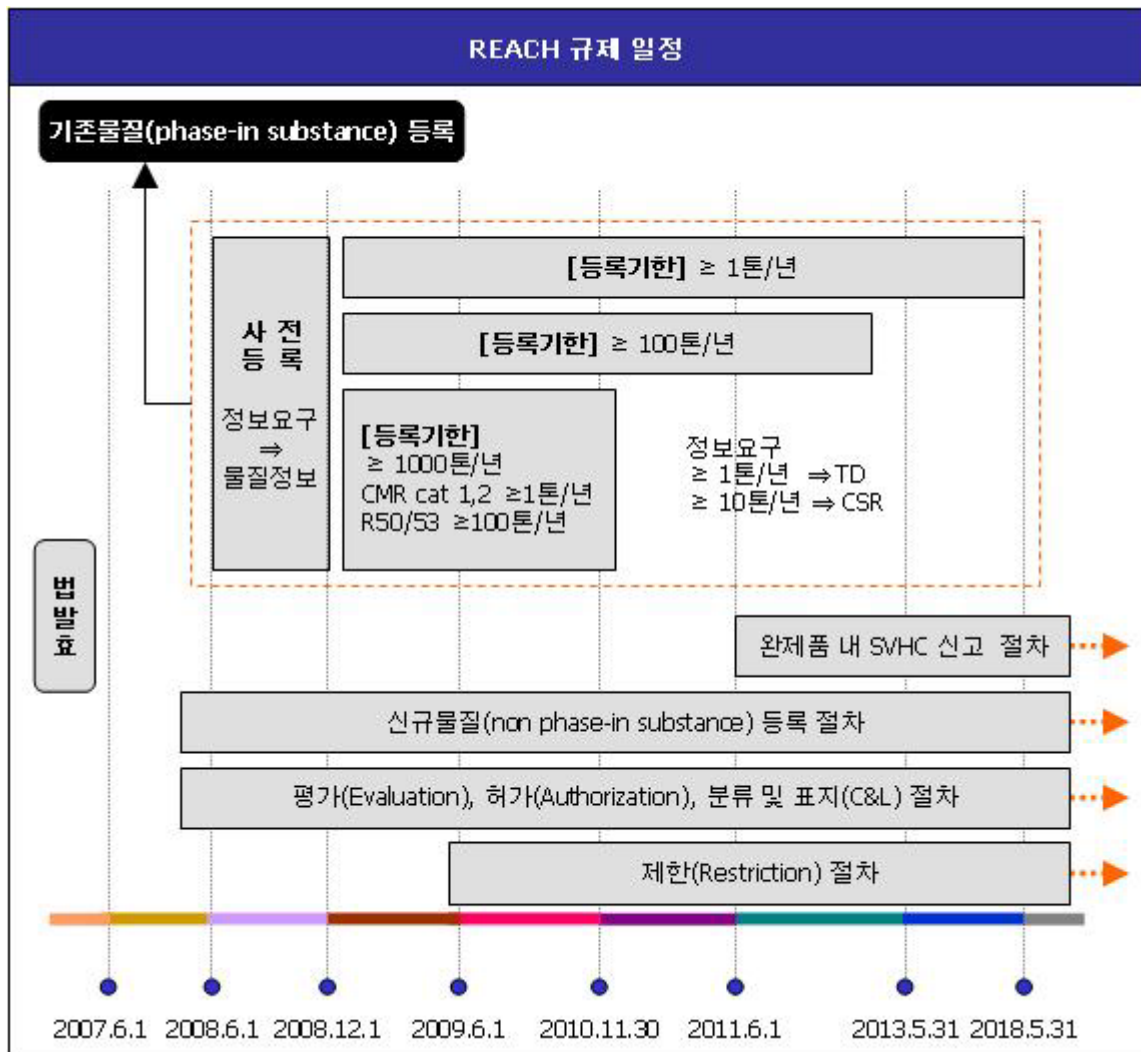 REACH 규제 일정
기존물질(phase-in substance) 등록
[등록기한] ≥ 1톤/년
사 전
등 록
정보요구
⇒
물질정보
[등록기한] ≥ 100톤/년
[등록기한]
≥ 1000톤/년
CMR cat 1,2 ≥1톤/년
R50/53 ≥100톤/년
정보요구
≥ 1톤/년 ⇒TD
≥ 10톤/년 ⇒ CSR
법
발
효
완제품 내 SVHC 신고 절차
신규물질(non phase-in substance) 등록 절차
평가(Evaluation), 허가(Authorization), 분류 및 표지(C&L) 절차
제한(Restriction) 절차
2007.6.1 2008.6.1 2008.12.1 2009.6.1 2010.11.30 2011.6.1 2013.5.31 2018.5.31